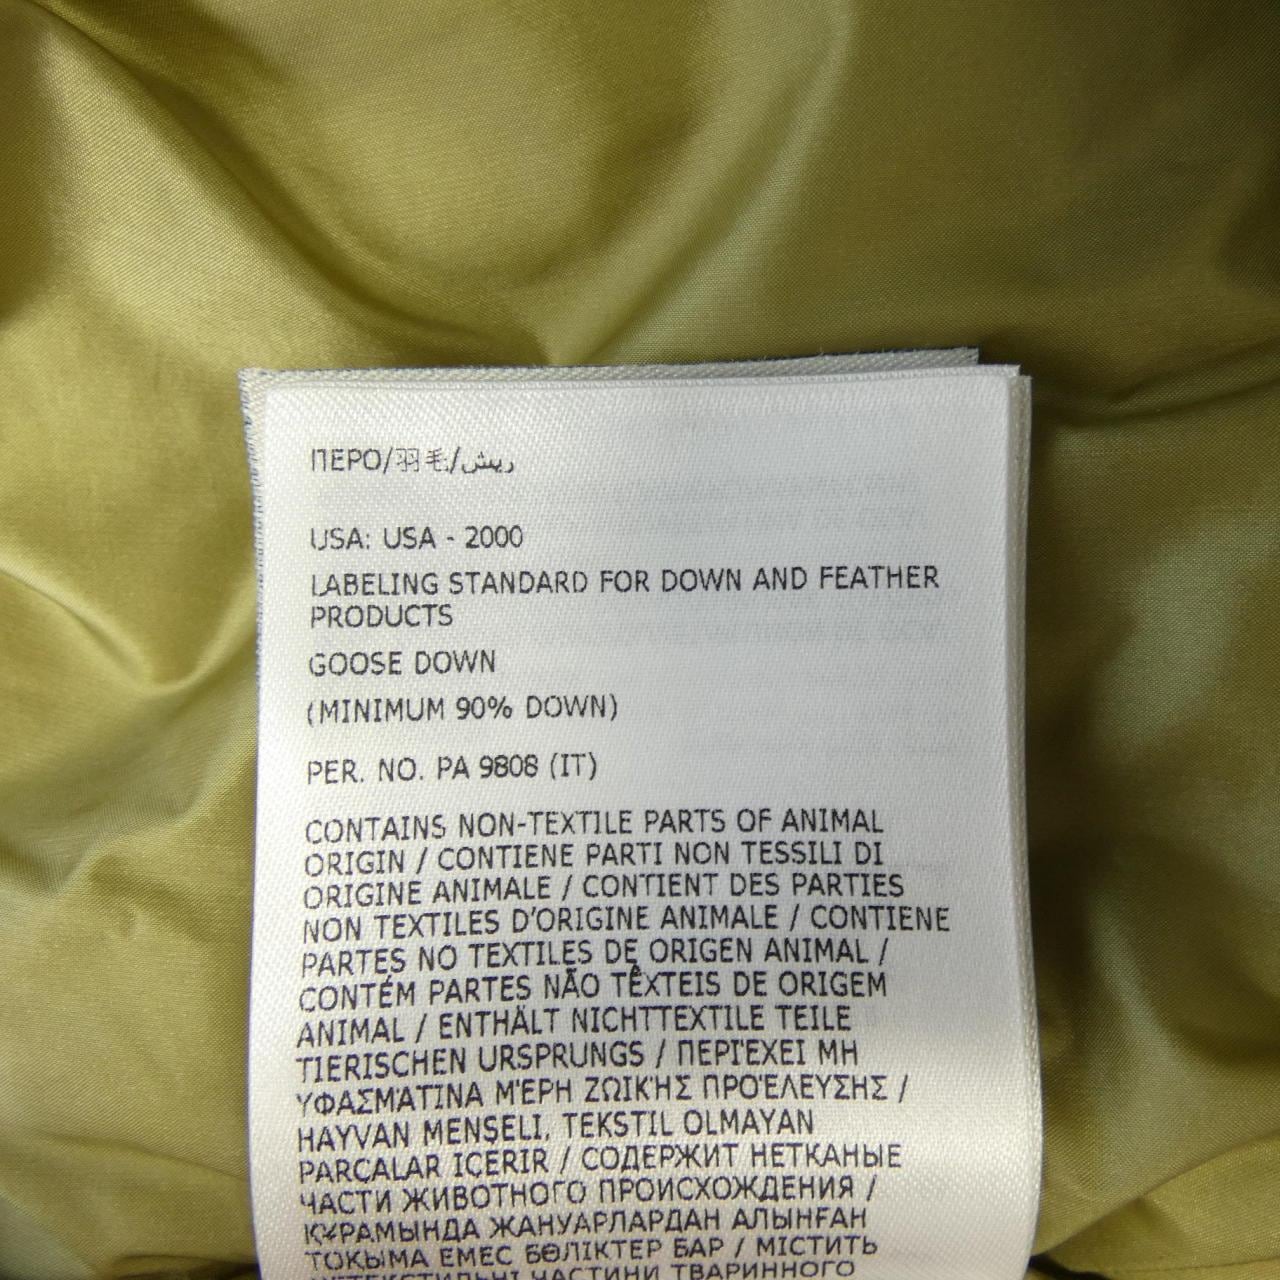 ПЕРО/羽毛/ريش
USA: USA - 2000
LABELING STANDARD FOR DOWN AND FEATHER
PRODUCTS
GOOSE DOWN
(MINIMUM 90% DOWN)
PER. NO. PA 9808 (IT)
CONTAINS NON-TEXTILE PARTS OF ANIMAL
ORIGIN / CONTIENE PARTI NON TESSILI DI
ORIGINE ANIMALE / CONTIENT DES PARTIES
NON TEXTILES D'ORIGINE ANIMALE / CONTIENE
PARTES NO TEXTILES DE ORIGEN ANIMAL /
CONTÉM PARTES NÃO TÊXTEIS DE ORIGEM
ANIMAL / ENTHÄLT NICHTTEXTILE TEILE
TIERISCHEN URSPRUNGS / ΠΕΡΙΈΧΕΙ ΜΗ
ΥΦΑΣΜΆΤΙΝΑ ΜΈΡΗ ΖΩΙΚΉΣ ΠΡΟΈΛΕΥΣΗΣ /
HAYVAN MENŞELI, TEKSTIL OLMAYAN
PARÇALAR IÇERIR / СОДЕРЖИТ НЕТКАНЫЕ
ЧАСТИ ЖИВОТНОГО ПРОИСХОЖДЕНИЯ /
ҚҰРАМЫНДА ЖАНУАРЛАРДАН АЛЫНҒАН
ТОҚЫМА ЕМЕС БӨЛІКТЕР БАР / МІСТИТЬ
НЕТЕКСТИЛЬНІ ЧАСТИНИ ТВАРИННОГО